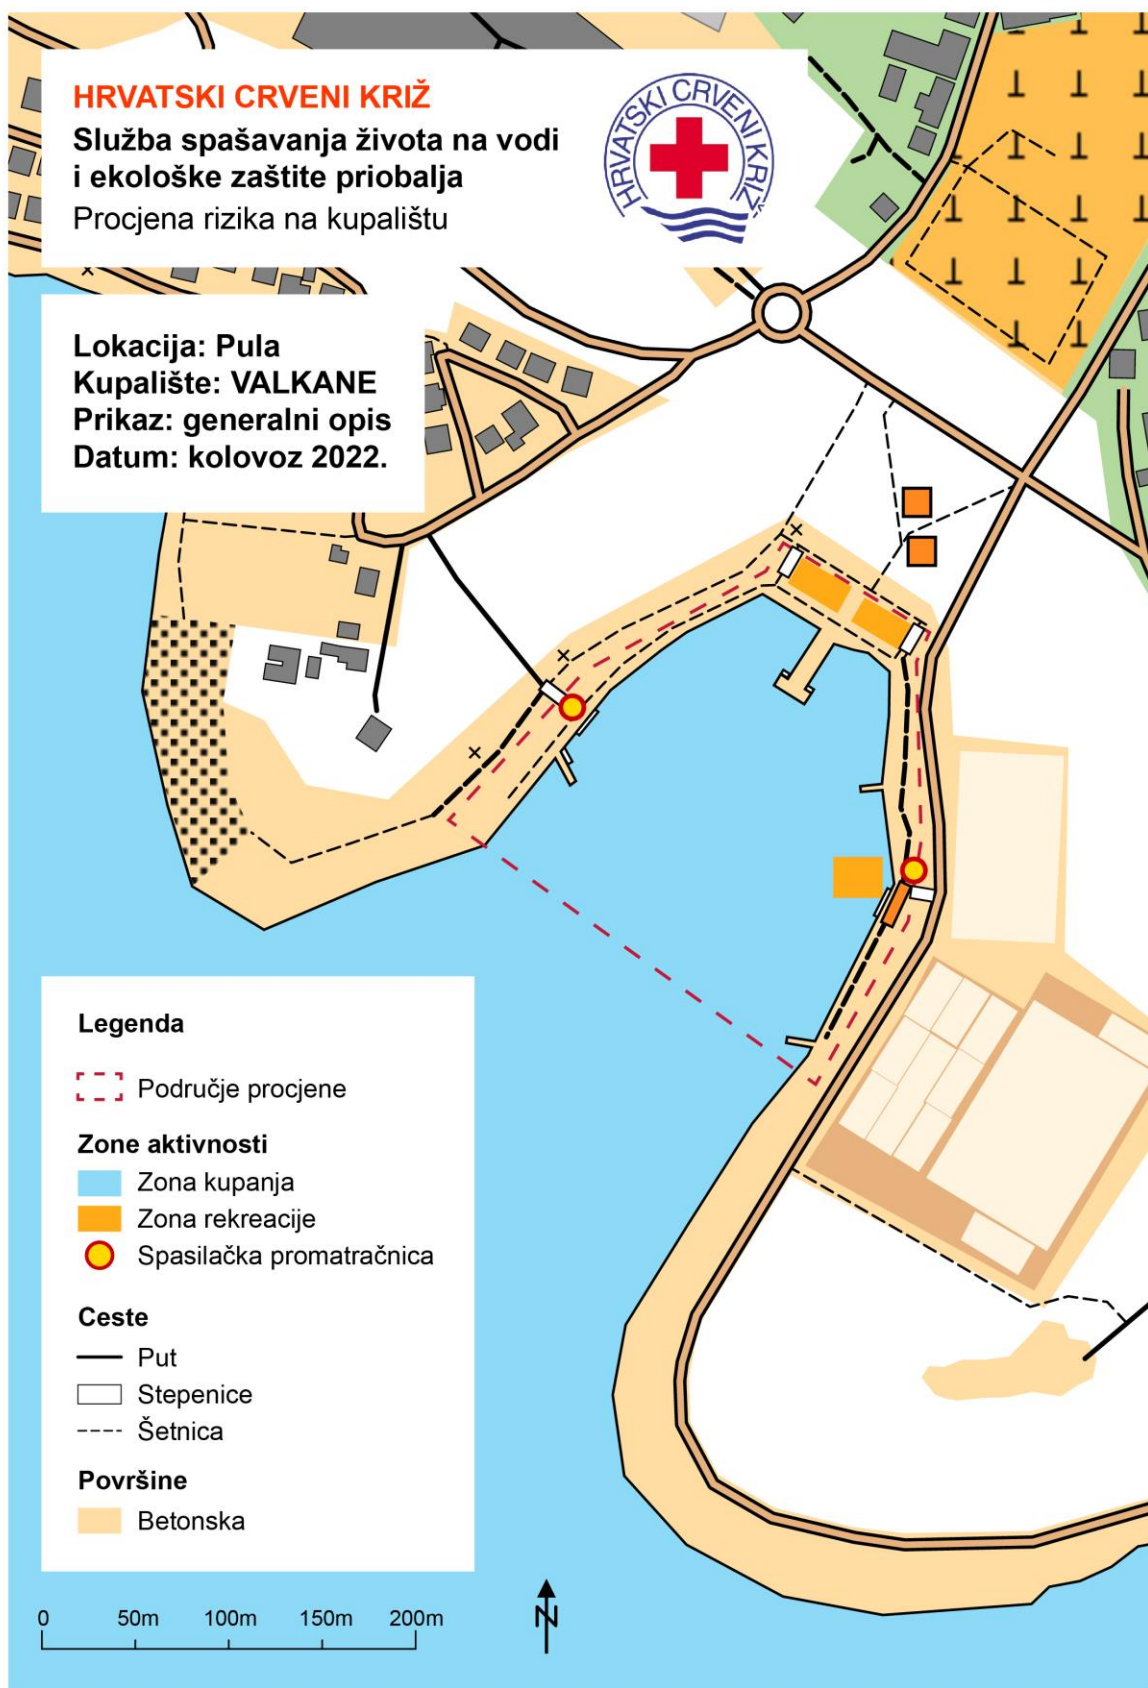 HRVATSKI CRVENI KRIŽ
Služba spašavanja života na vodi
i ekološke zaštite priobalja
Procjena rizika na kupalištu
HRVATSKI CRVENI KRIŽ
Lokacija: Pula
Kupalište: VALKANE
Prikaz: generalni opis
Datum: kolovoz 2022.
Legenda
Područje procjene
Zone aktivnosti
Zona kupanja
Zona rekreacije
Spasilačka promatračnica
Ceste
Put
Stepenice
Šetnica
Površine
Betonska
0 50m 100m 150m 200m
N